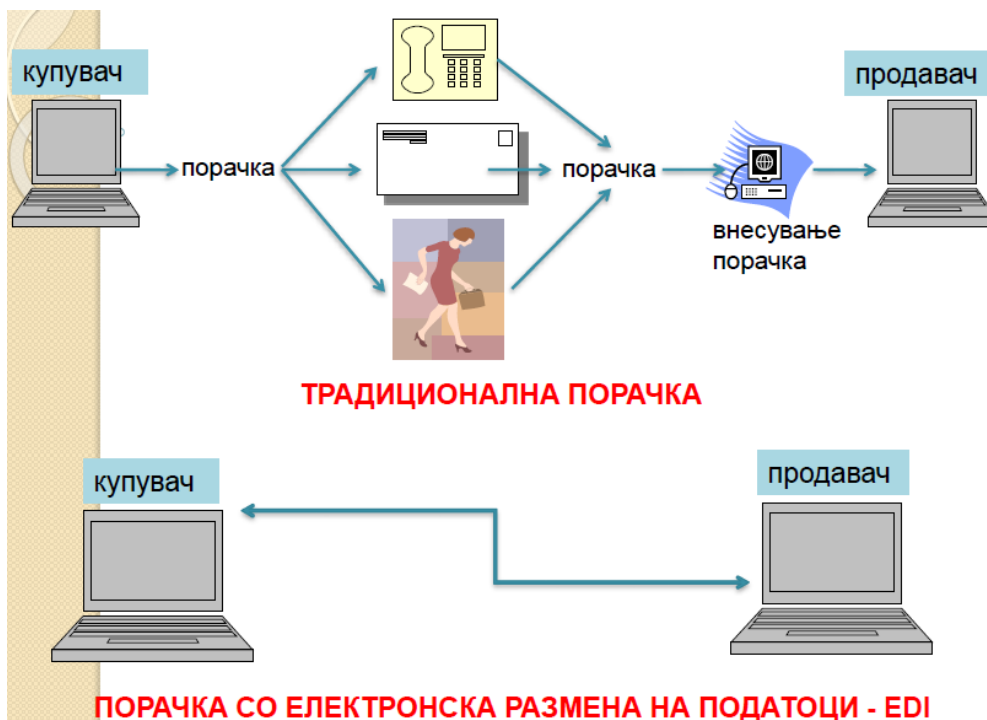 купувач
продавач
порачка
порачка
внесување
порачка
ТРАДИЦИОНАЛНА ПОРАЧКА
купувач
продавач
ПОРАЧКА СО ЕЛЕКТРОНСКА РАЗМЕНА НА ПОДАТОЦИ - EDI